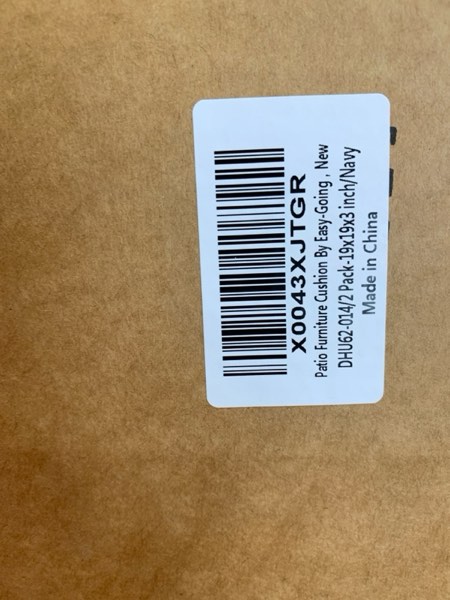 X0043XJTGR
Patio Furniture Cushion By Easy-Going , New
DHU62-014/2 Pack-19x19x3 inch/Navy
Made in China